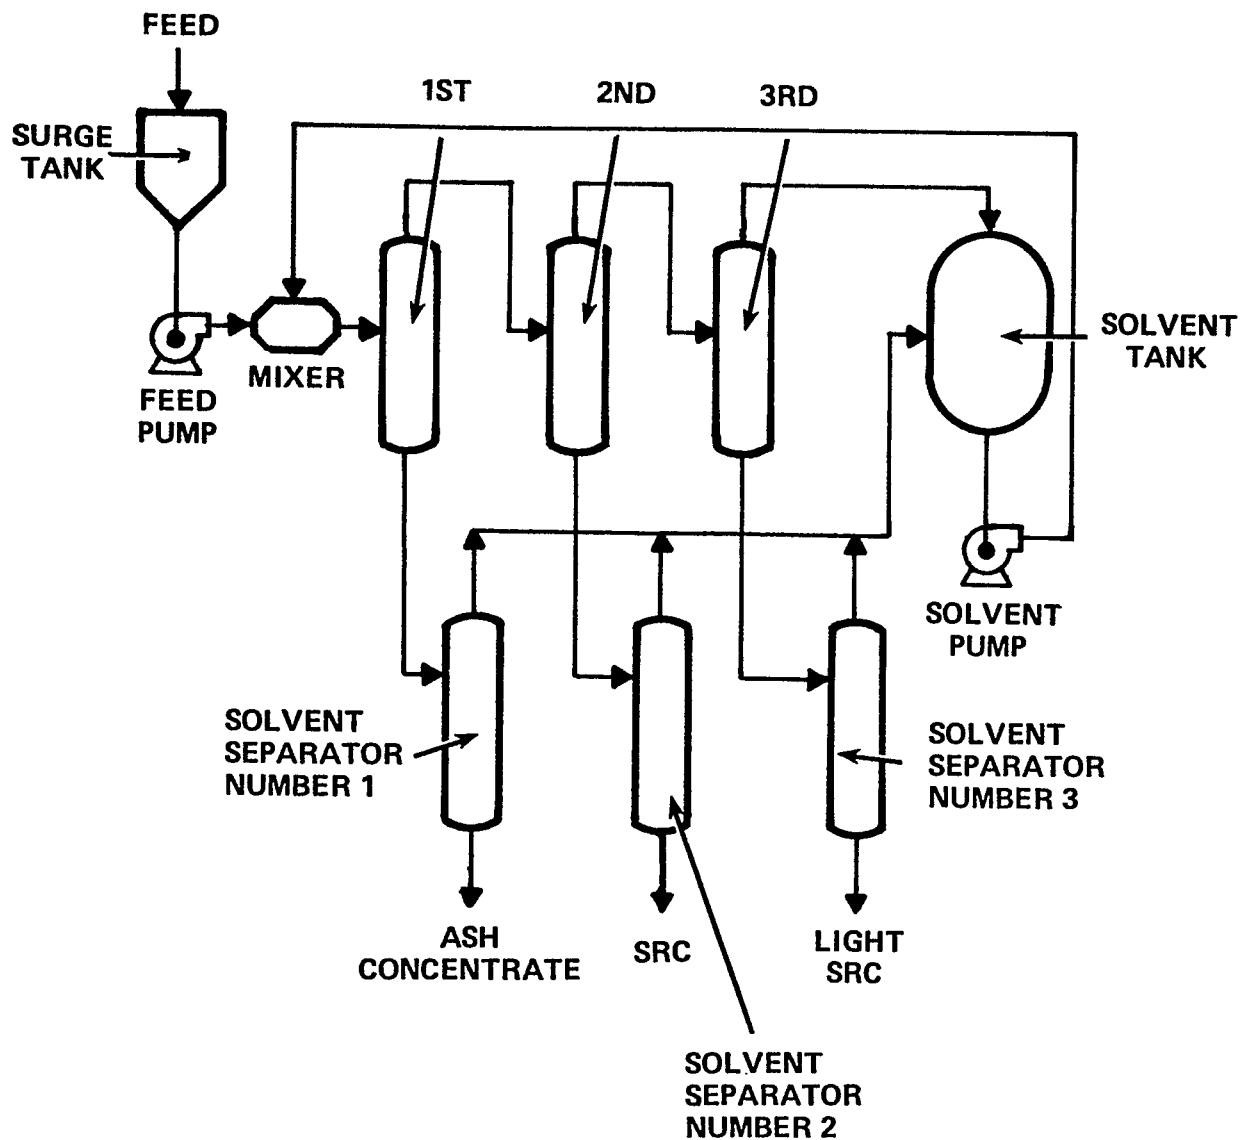 FEED
1ST
2ND
3RD
SURGE
TANK
SOLVENT
TANK
MIXER
FEED
PUMP
SOLVENT
PUMP
SOLVENT
SEPARATOR
NUMBER 1
SOLVENT
SEPARATOR
NUMBER 3
ASH
CONCENTRATE
SRC
LIGHT
SRC
SOLVENT
SEPARATOR
NUMBER 2